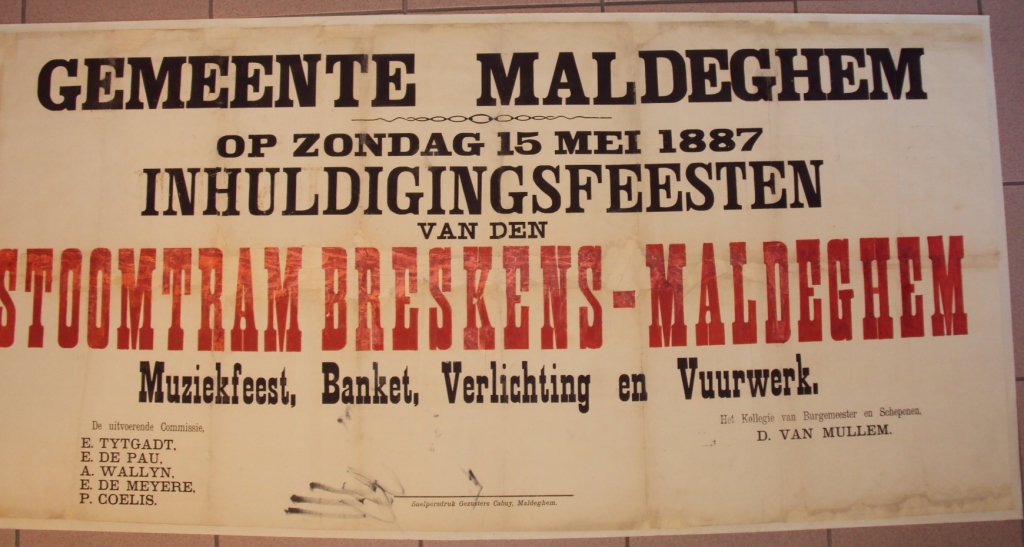 GEMEENTE MALDEGHEM
OP ZONDAG 15 MEI 1887
INHULDIGINGSFEESTEN
VAN DEN
STOOMTRAM BRESKENS-MALDEGHEM
Muziekfeest, Banket, Verlichting en Vuurwerk.
De uitvoerende Commissie,
E. TYTGADT,
E. DE PAU,
A. WALLYN,
E. DE MEYERE,
P. COELIS.
Het Kollegie van Burgemeester en Schepenen,
D. VAN MULLEM.
Snelpersdruk Gezusters Cabuy, Maldeghem.